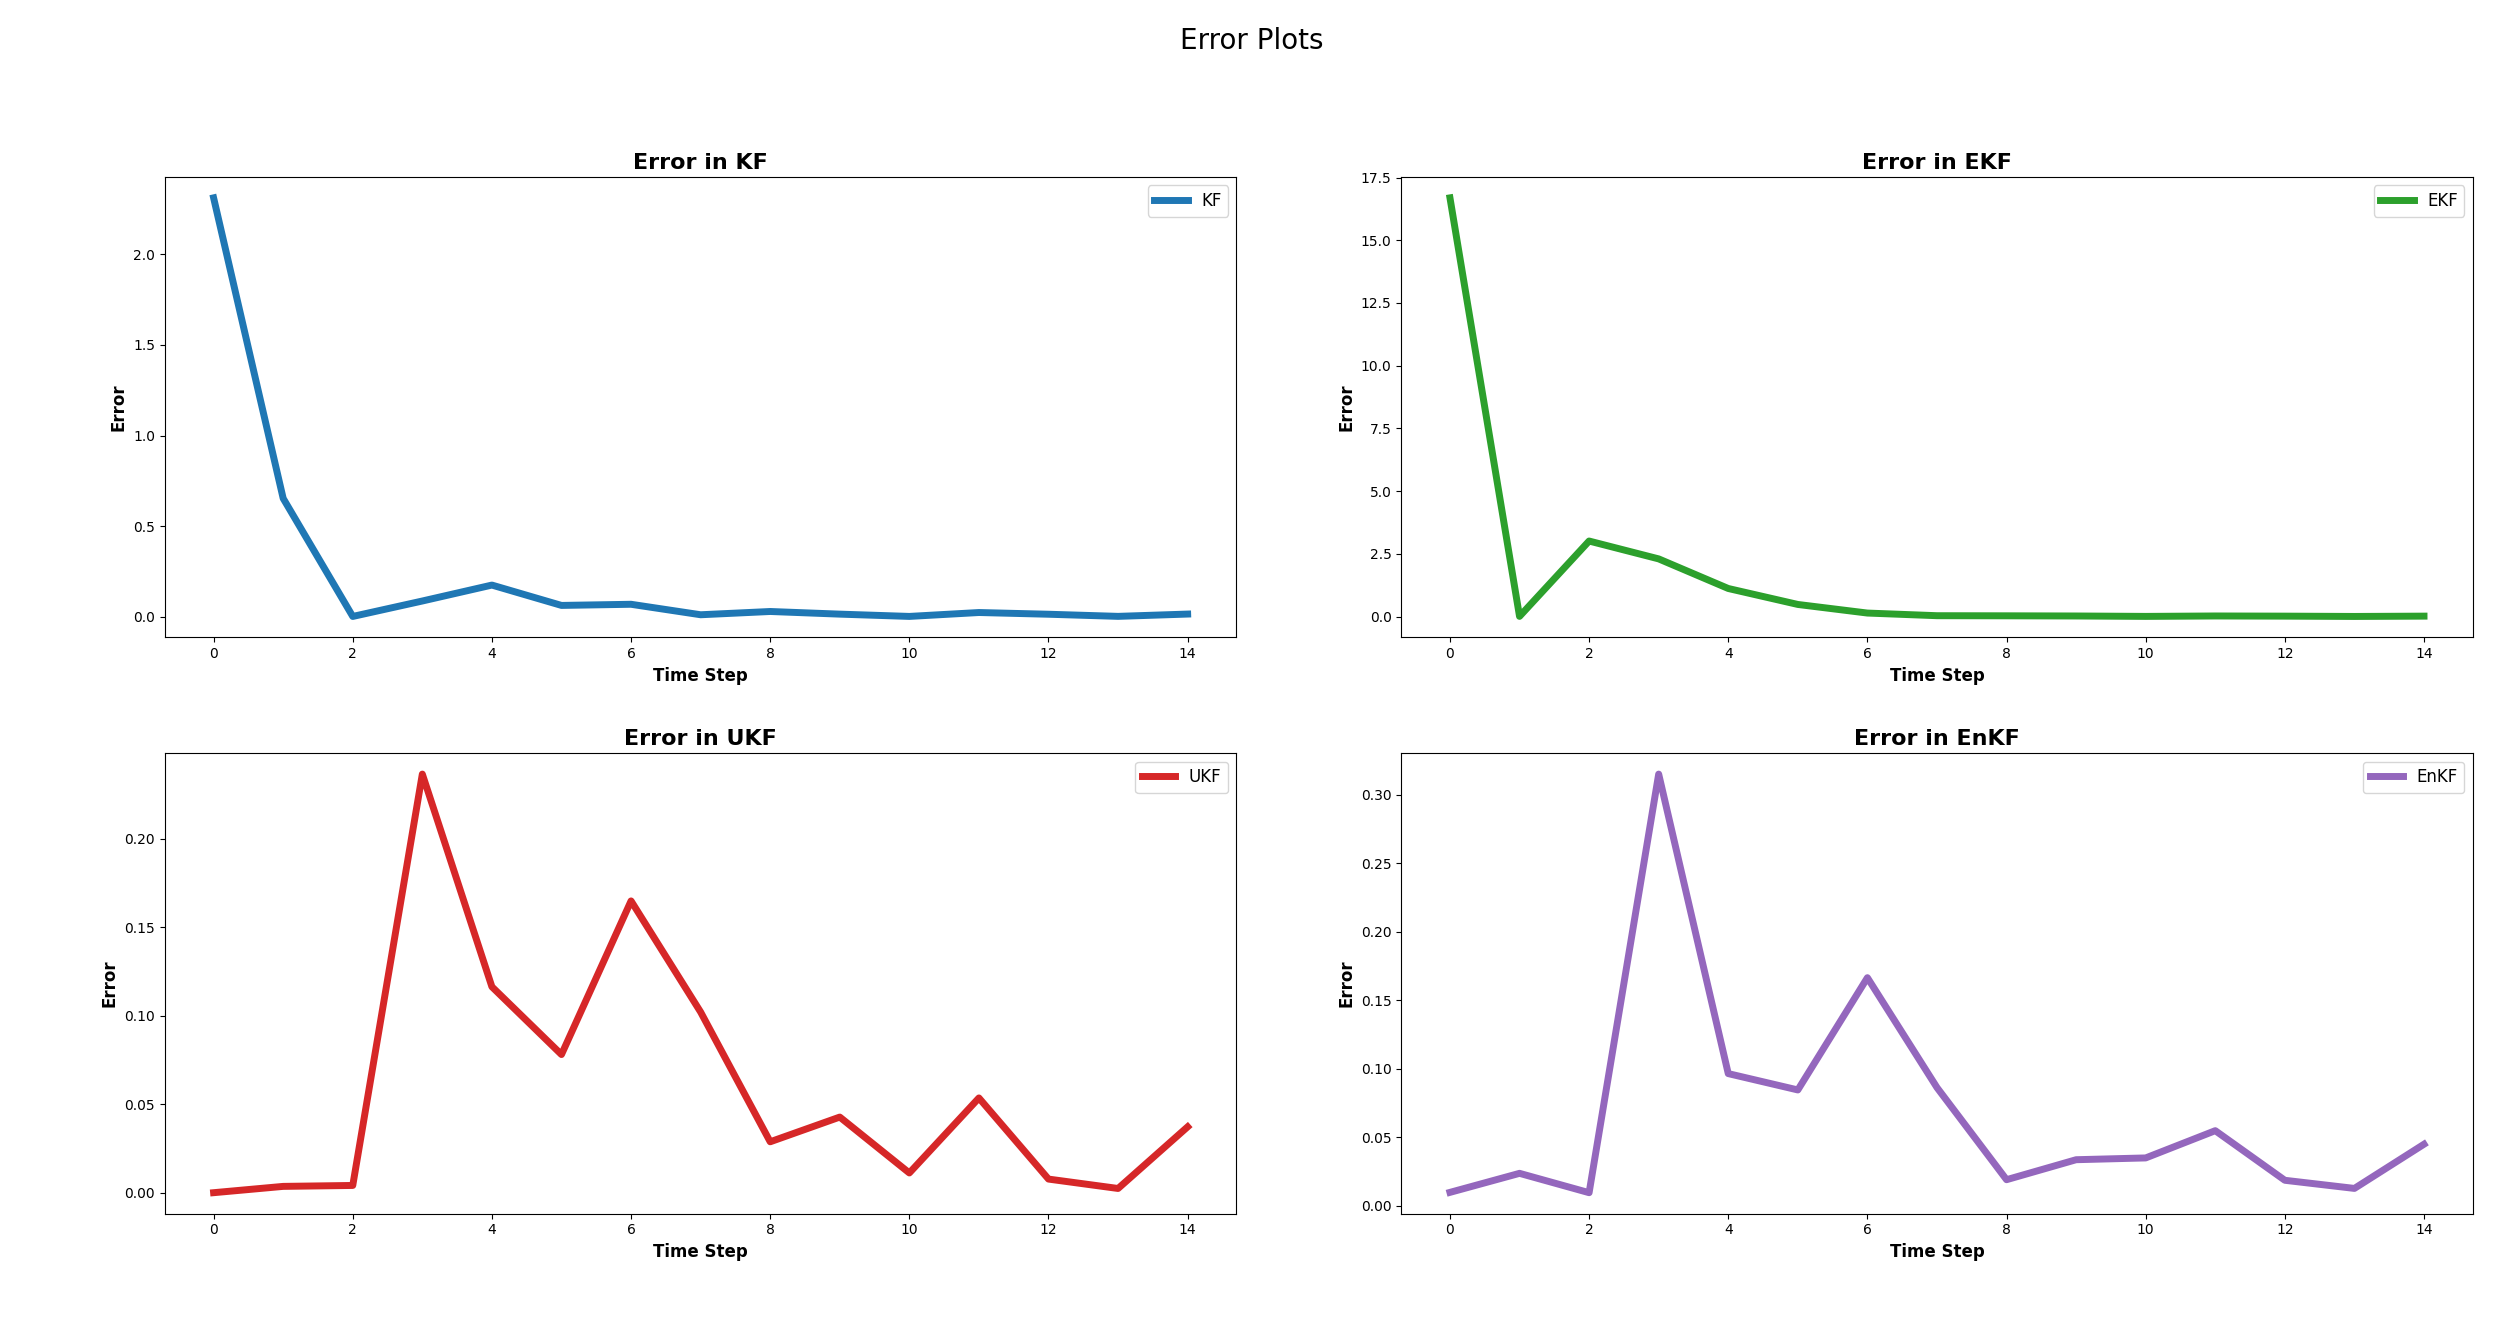 Error Plots
Error in KF
KF
2.0
1.5
1.0
0.5
0.0
Error
0 2 4 6 8 10 12 14
Time Step
Error in EKF
EKF
17.5
15.0
12.5
10.0
7.5
5.0
2.5
0.0
Error
0 2 4 6 8 10 12 14
Time Step
Error in UKF
UKF
0.20
0.15
0.10
0.05
0.00
Error
0 2 4 6 8 10 12 14
Time Step
Error in EnKF
EnKF
0.30
0.25
0.20
0.15
0.10
0.05
0.00
Error
0 2 4 6 8 10 12 14
Time Step